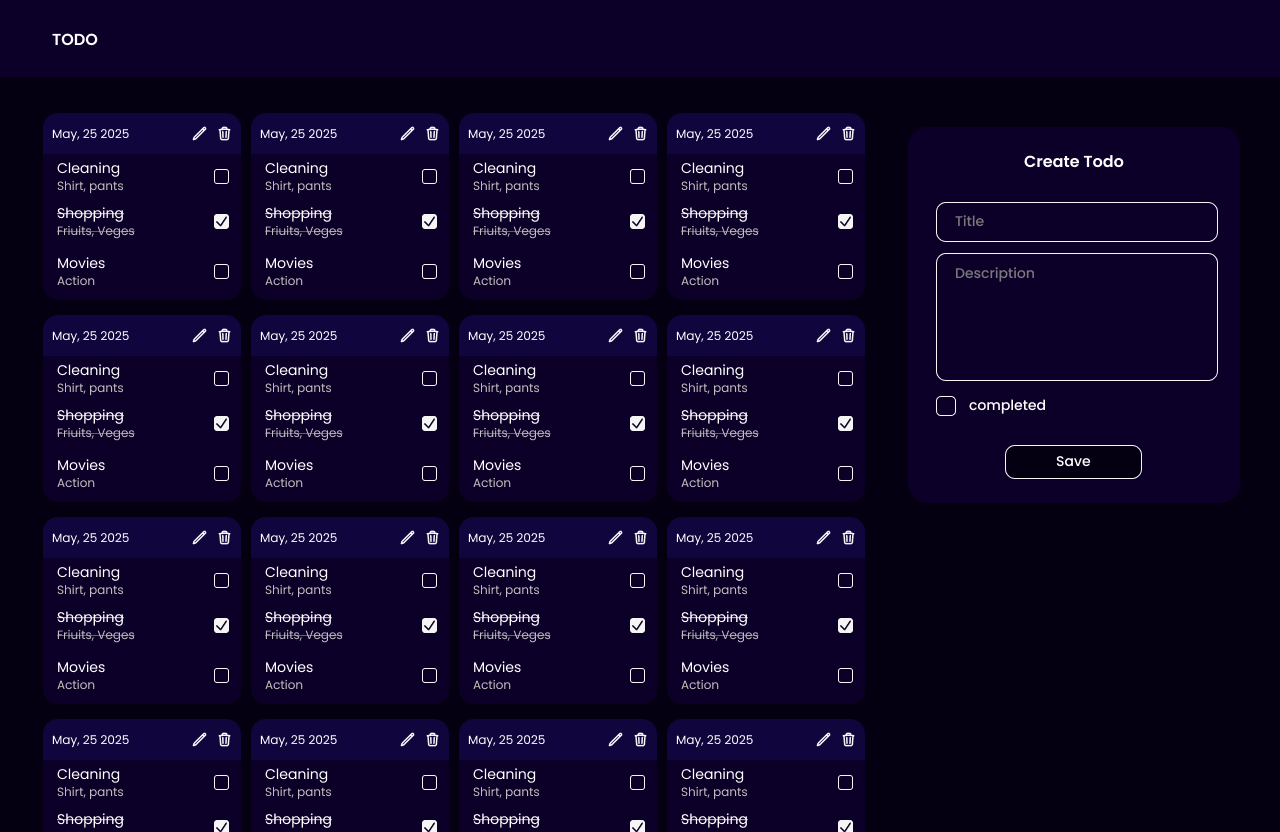 TODO
May, 25 2025
May, 25 2025
May, 25 2025
May, 25 2025
Cleaning
Shirt, pants
Shopping
Friuits, Veges
Movies
Action
Cleaning
Shirt, pants
Shopping
Friuits, Veges
Movies
Action
Cleaning
Shirt, pants
Shopping
Friuits, Veges
Movies
Action
Cleaning
Shirt, pants
Shopping
Friuits, Veges
Movies
Action
May, 25 2025
May, 25 2025
May, 25 2025
May, 25 2025
Cleaning
Shirt, pants
Shopping
Friuits, Veges
Movies
Action
Cleaning
Shirt, pants
Shopping
Friuits, Veges
Movies
Action
Cleaning
Shirt, pants
Shopping
Friuits, Veges
Movies
Action
Cleaning
Shirt, pants
Shopping
Friuits, Veges
Movies
Action
May, 25 2025
May, 25 2025
May, 25 2025
May, 25 2025
Cleaning
Shirt, pants
Shopping
Friuits, Veges
Movies
Action
Cleaning
Shirt, pants
Shopping
Friuits, Veges
Movies
Action
Cleaning
Shirt, pants
Shopping
Friuits, Veges
Movies
Action
Cleaning
Shirt, pants
Shopping
Friuits, Veges
Movies
Action
May, 25 2025
May, 25 2025
May, 25 2025
May, 25 2025
Cleaning
Shirt, pants
Shopping
Cleaning
Shirt, pants
Shopping
Cleaning
Shirt, pants
Shopping
Cleaning
Shirt, pants
Shopping
Create Todo
Title
Description
completed
Save